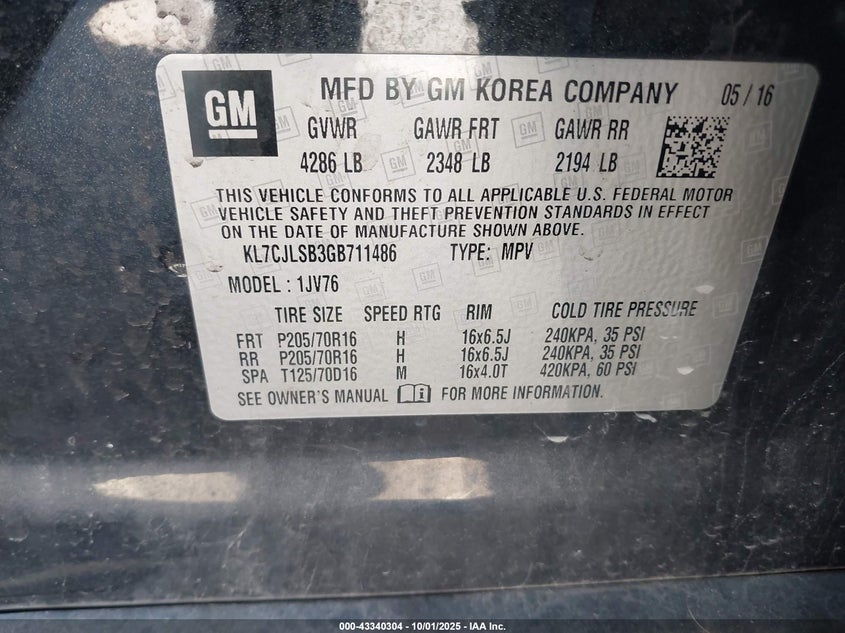 GM MFD BY GM KOREA COMPANY 05 / 16
GVWR GAWR FRT GAWR RR
4286 LB 2348 LB 2194 LB
THIS VEHICLE CONFORMS TO ALL APPLICABLE U.S. FEDERAL MOTOR
VEHICLE SAFETY AND THEFT PREVENTION STANDARDS IN EFFECT
ON THE DATE OF MANUFACTURE SHOWN ABOVE.
KL7CJLSB3GB711486 TYPE: MPV
MODEL : 1JV76
TIRE SIZE SPEED RTG RIM COLD TIRE PRESSURE
FRT P205/70R16 H 16x6.5J 240KPA, 35 PSI
RR P205/70R16 H 16x6.5J 240KPA, 35 PSI
SPA T125/70D16 M 16x4.0T 420KPA, 60 PSI
SEE OWNER'S MANUAL FOR MORE INFORMATION.
000-43340304 - 10/01/2025 - IAA Inc.